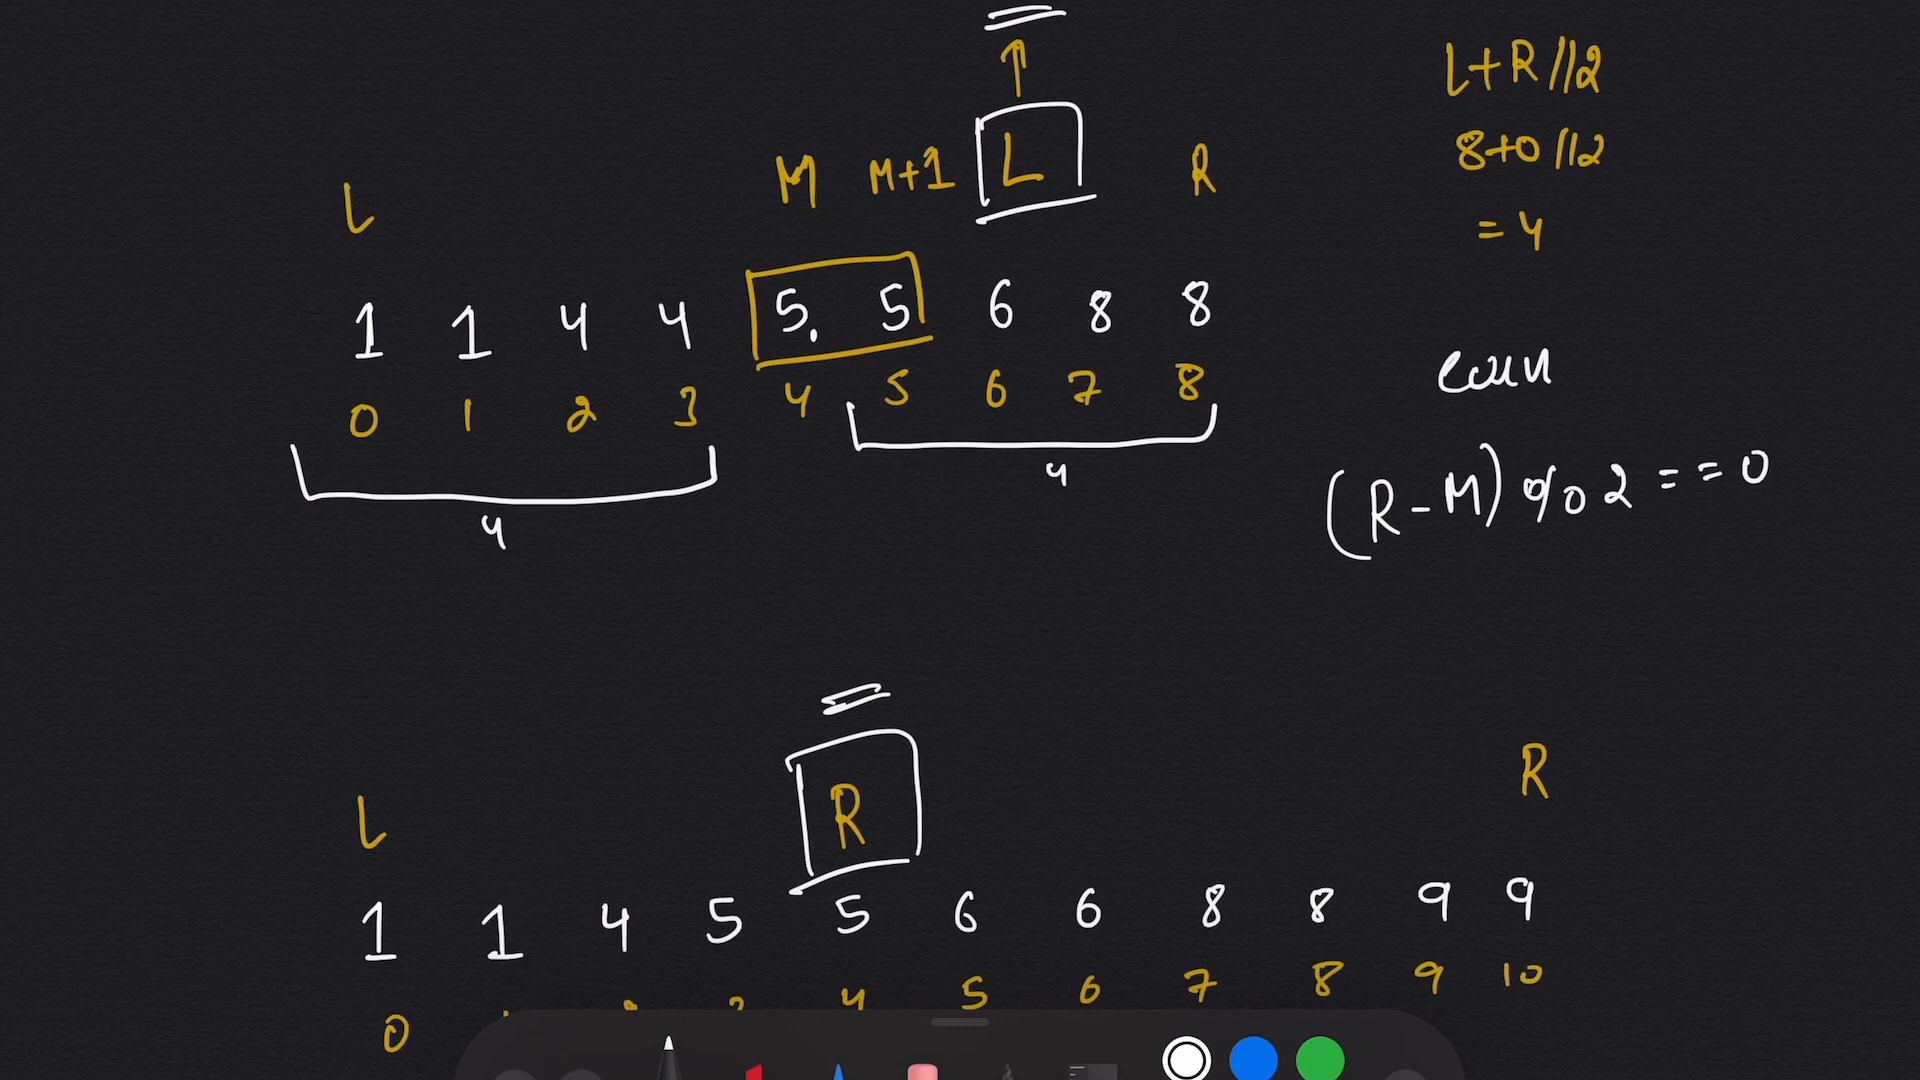 L+R//2
L
M M+1 L R
8+0//2
L
= 4
1 1 4 4 5. 5 6 8 8
0 1 2 3 4 5 6 7 8
4
4
(R-M)%2==0
R
R
L
1 1 4 5 5 6 6 8 8 9 9
0 4 5 6 7 8 9 10